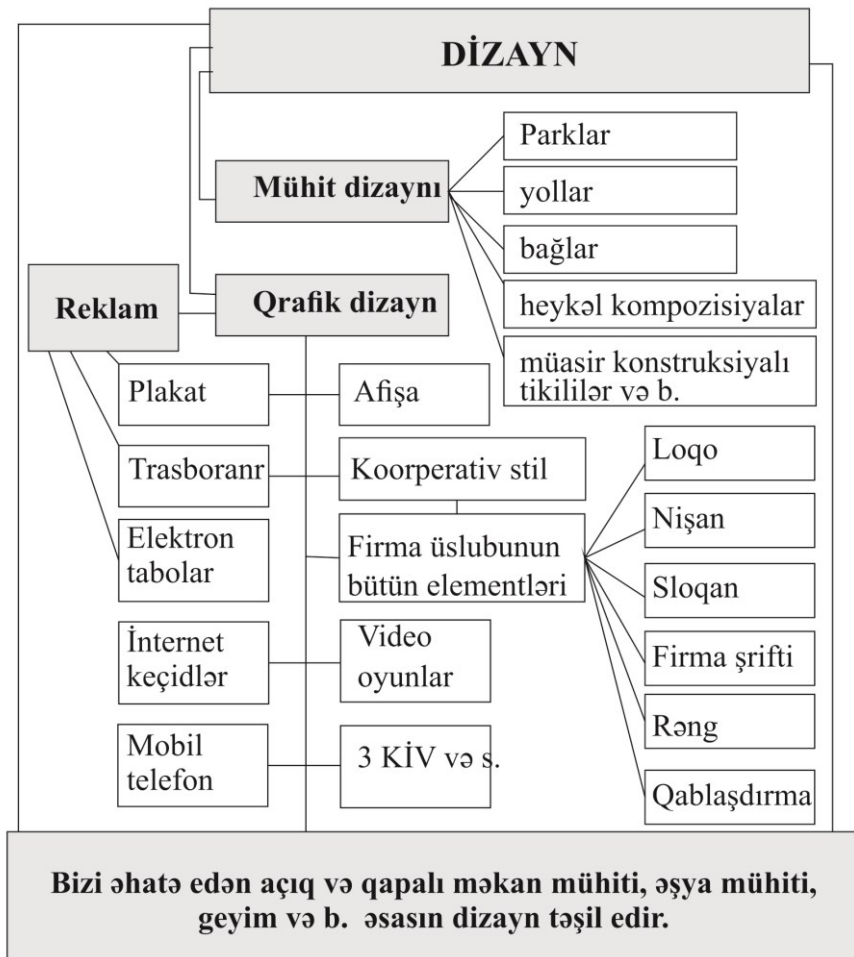 DİZAYN
Mühit dizaynı
Parklar
yollar
bağlar
heykəl kompozisiyalar
müasir konstruksiyalı
tikililər və b.
Reklam
Qrafik dizayn
Plakat
Afişa
Trasboranr
Koorperativ stil
Elektron
tabolar
Firma üslubunun
bütün elementləri
Loqo
Nişan
Sloqan
Firma şrifti
Rəng
Qablaşdırma
İnternet
keçidlər
Video
oyunlar
Mobil
telefon
3 KİV və s.
Bizi əhatə edən açıq və qapalı məkan mühiti, əşya mühiti,
geyim və b. əsasın dizayn təşil edir.